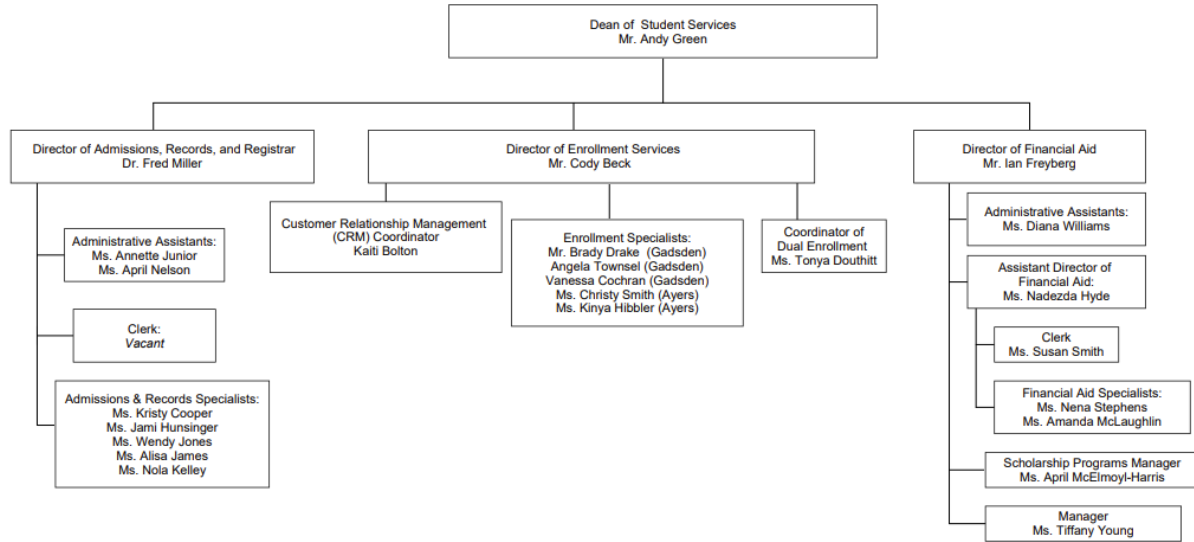 Dean of Student Services
Mr. Andy Green
Director of Admissions, Records, and Registrar
Dr. Fred Miller
Administrative Assistants:
Ms. Annette Junior
Ms. April Nelson
Clerk:
Vacant
Admissions & Records Specialists:
Ms. Kristy Cooper
Ms. Jami Hunsinger
Ms. Wendy Jones
Ms. Alisa James
Ms. Nola Kelley
Director of Enrollment Services
Mr. Cody Beck
Customer Relationship Management
(CRM) Coordinator
Kaiti Bolton
Enrollment Specialists:
Mr. Brady Drake (Gadsden)
Angela Townsel (Gadsden)
Vanessa Cochran (Gadsden)
Ms. Christy Smith (Ayers)
Ms. Kinya Hibbler (Ayers)
Coordinator of
Dual Enrollment
Ms. Tonya Douthitt
Director of Financial Aid
Mr. Ian Freyberg
Administrative Assistants:
Ms. Diana Williams
Assistant Director of
Financial Aid:
Ms. Nadezda Hyde
Clerk
Ms. Susan Smith
Financial Aid Specialists:
Ms. Nena Stephens
Ms. Amanda McLaughlin
Scholarship Programs Manager
Ms. April McElmoyl-Harris
Manager
Ms. Tiffany Young